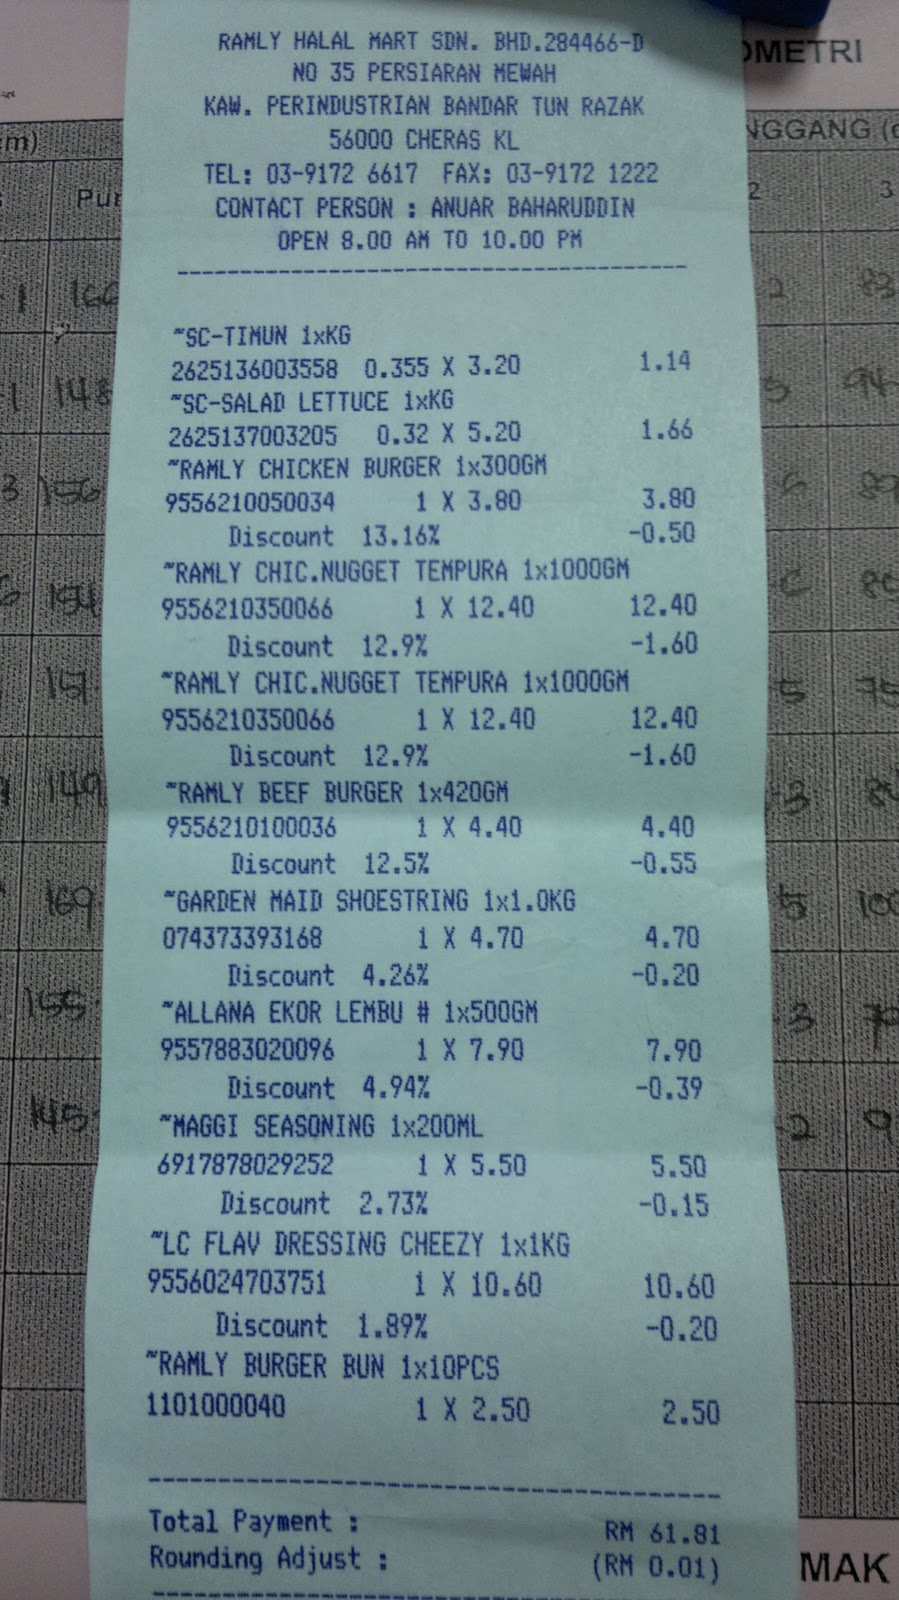 RAMLY HALAL MART SDN. BHD.284466-D
NO 35 PERSIARAN MEWAH
KAW. PERINDUSTRIAN BANDAR TUN RAZAK
56000 CHERAS KL
TEL: 03-9172 6617 FAX: 03-9172 1222
CONTACT PERSON : ANUAR BAHARUDDIN
OPEN 8.00 AM TO 10.00 PM
~SC-TIMUN 1xKG
2625136003558 0.355 X 3.20 1.14
~SC-SALAD LETTUCE 1xKG
2625137003205 0.32 X 5.20 1.66
~RAMLY CHICKEN BURGER 1x300GM
9556210050034 1 X 3.80 3.80
Discount 13.16% -0.50
~RAMLY CHIC.NUGGET TEMPURA 1x1000GM
9556210350066 1 X 12.40 12.40
Discount 12.9% -1.60
~RAMLY CHIC.NUGGET TEMPURA 1x1000GM
9556210350066 1 X 12.40 12.40
Discount 12.9% -1.60
~RAMLY BEEF BURGER 1x420GM
9556210100036 1 X 4.40 4.40
Discount 12.5% -0.55
~GARDEN MAID SHOESTRING 1x1.0KG
074373393168 1 X 4.70 4.70
Discount 4.26% -0.20
~ALLANA EKOR LEMBU # 1x500GM
9557883020096 1 X 7.90 7.90
Discount 4.94% -0.39
~MAGGI SEASONING 1x200ML
6917878029252 1 X 5.50 5.50
Discount 2.73% -0.15
~LC FLAV DRESSING CHEEZY 1x1KG
9556024703751 1 X 10.60 10.60
Discount 1.89% -0.20
~RAMLY BURGER BUN 1x10PCS
1101000040 1 X 2.50 2.50
Total Payment : RM 61.81
Rounding Adjust : (RM 0.01)
MAK